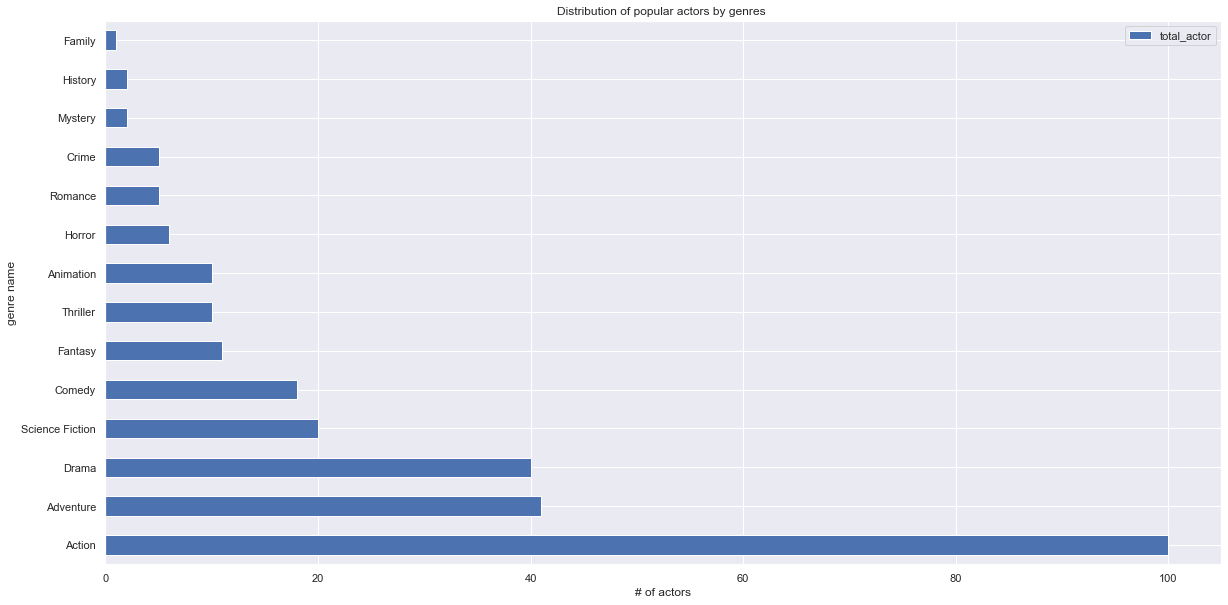 Distribution of popular actors by genres
total_actor
genre name
Family
History
Mystery
Crime
Romance
Horror
Animation
Thriller
Fantasy
Comedy
Science Fiction
Drama
Adventure
Action
0 20 40 60 80 100
# of actors